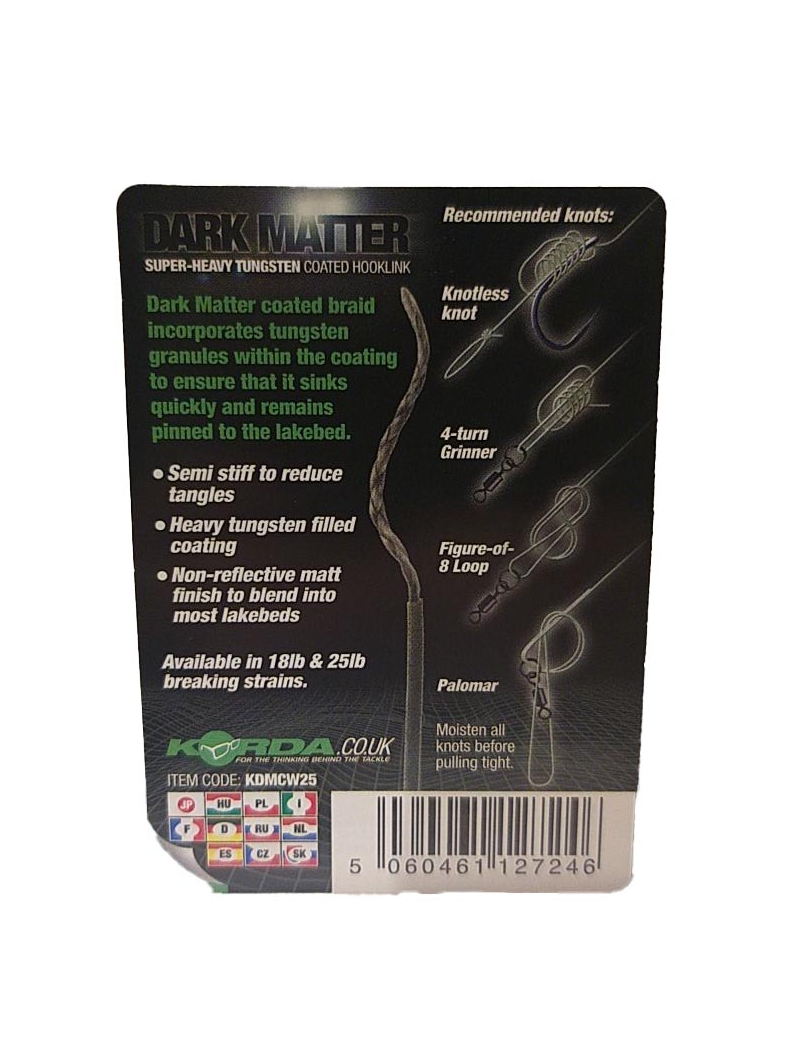 DARK MATTER
SUPER-HEAVY TUNGSTEN COATED HOOKLINK
Dark Matter coated braid
incorporates tungsten
granules within the coating
to ensure that it sinks
quickly and remains
pinned to the lakebed.
• Semi stiff to reduce
tangles
• Heavy tungsten filled
coating
• Non-reflective matt
finish to blend into
most lakebeds
Available in 18lb & 25lb
breaking strains.
KORDA.CO.UK
FOR THE THINKING BEHIND THE TACKLE
ITEM CODE: KDMCW25
JP HU PL I
F D RU NL
ES CZ SK
Recommended knots:
Knotless
knot
4-turn
Grinner
Figure-of-
8 Loop
Palomar
Moisten all
knots before
pulling tight.
5 060461 127246